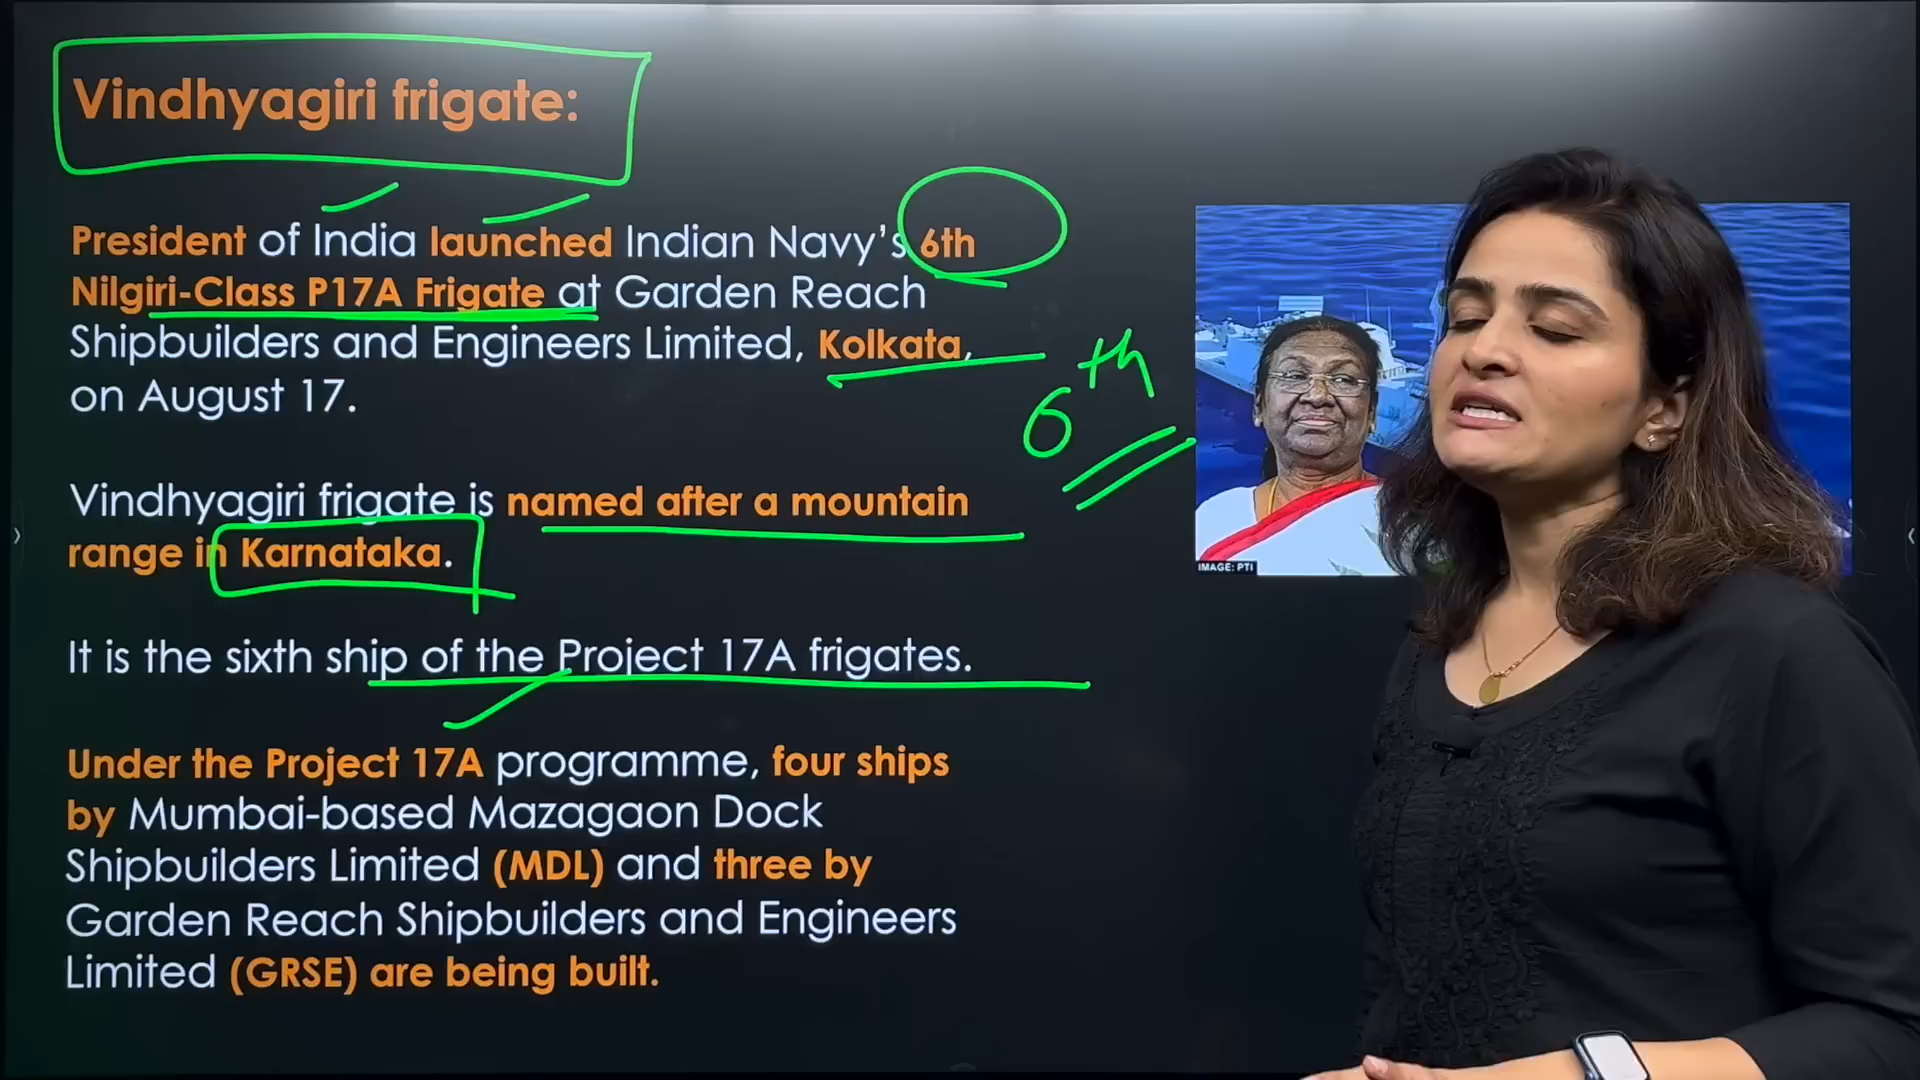 Vindhyagiri frigate:
President of India launched Indian Navy's 6th
Nilgiri-Class P17A Frigate at Garden Reach
Shipbuilders and Engineers Limited, Kolkata,
on August 17.
6th
Vindhyagiri frigate is named after a mountain
range in Karnataka.
IMAGE: PTI
It is the sixth ship of the Project 17A frigates.
Under the Project 17A programme, four ships
by Mumbai-based Mazagaon Dock
Shipbuilders Limited (MDL) and three by
Garden Reach Shipbuilders and Engineers
Limited (GRSE) are being built.